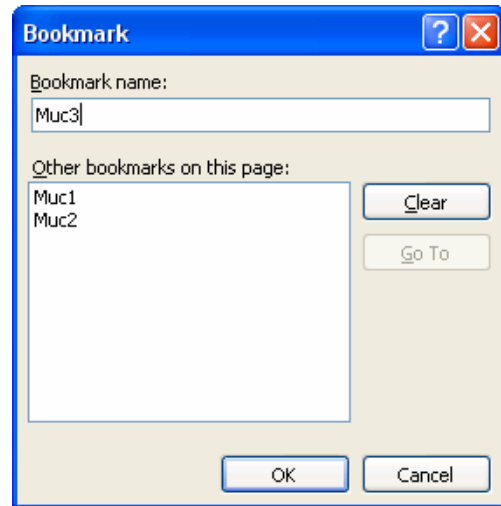 Bookmark
Bookmark name:
Muc3
Other bookmarks on this page:
Muc1
Muc2
Clear
Go To
OK
Cancel